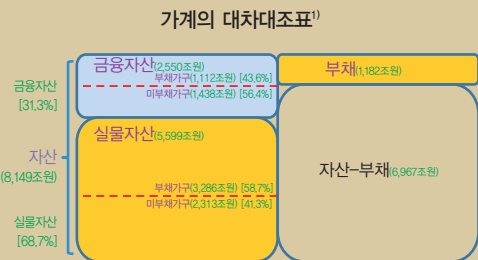 가계의 대차대조표1)
금융자산(2,550조원)
부채가구(1,112조원) [43.6%]
미부채가구(1,438조원) [56.4%]
부채(1,182조원)
금융자산
[31.3%]
실물자산(5,599조원)
자산
(8,149조원)
자산-부채(6,967조원)
부채가구(3,286조원) [58.7%]
미부채가구(2,313조원) [41.3%]
실물자산
[68.7%]